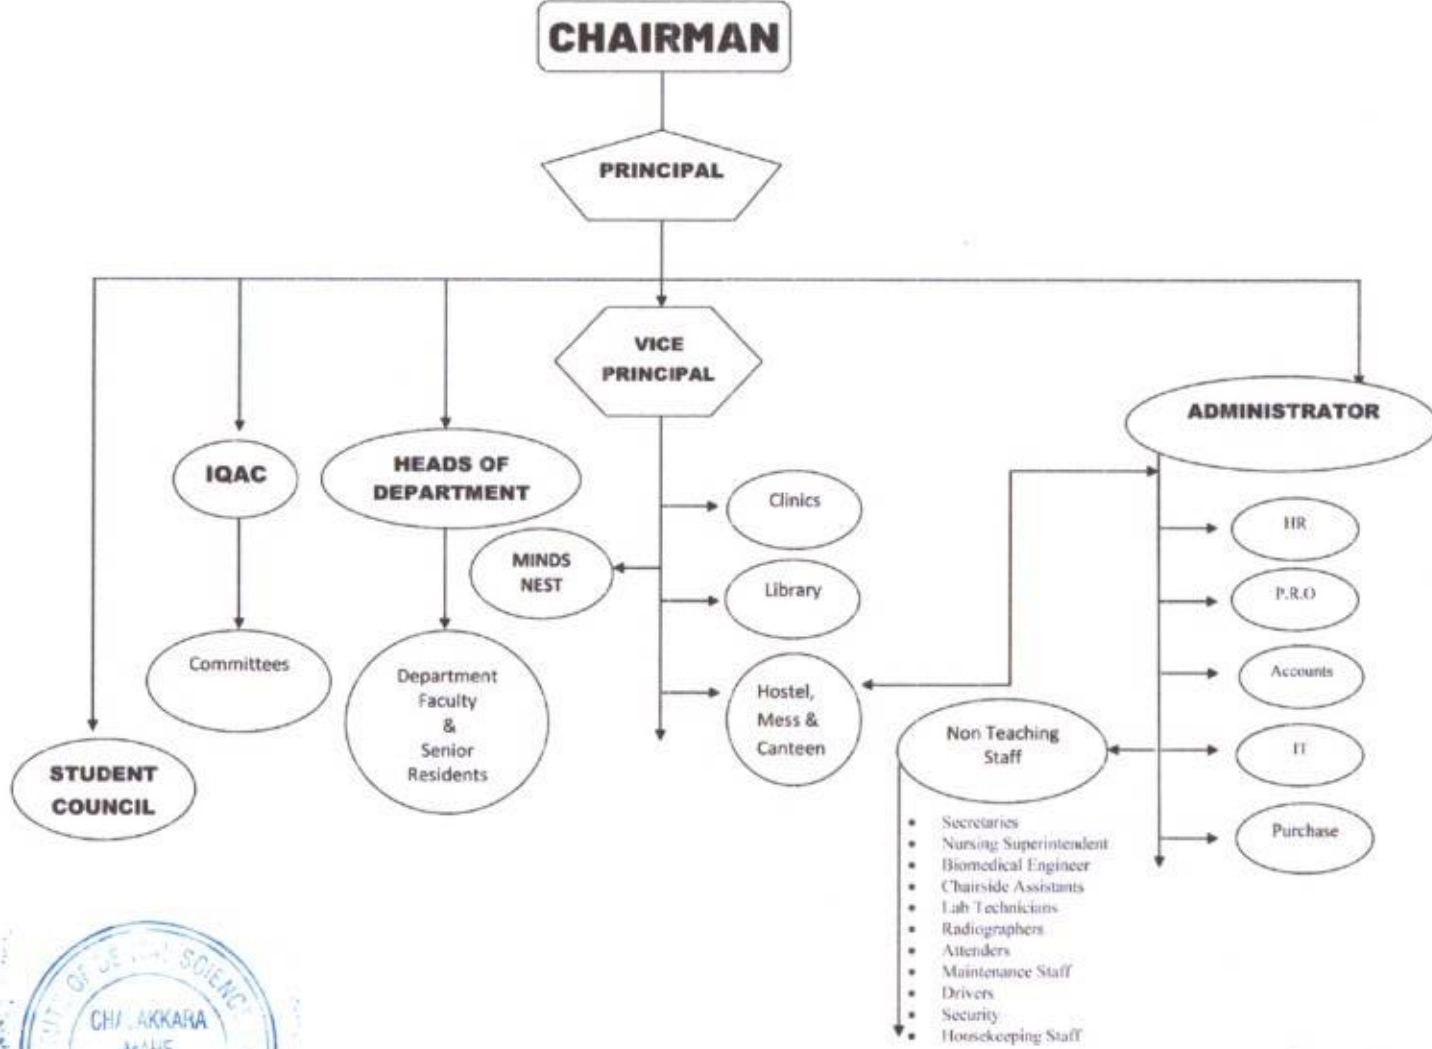 CHAIRMAN
PRINCIPAL
VICE
PRINCIPAL
ADMINISTRATOR
IQAC
HEADS OF
DEPARTMENT
MINDS
NEST
Clinics
Library
Hostel,
Mess &
Canteen
HR
P.R.O
Accounts
IT
Purchase
Committees
Department
Faculty
&
Senior
Residents
STUDENT
COUNCIL
Non Teaching
Staff
• Secretaries
• Nursing Superintendent
• Biomedical Engineer
• Chairside Assistants
• Lab Technicians
• Radiographers
• Attenders
• Maintenance Staff
• Drivers
• Security
• Housekeeping Staff
OF
MAHE